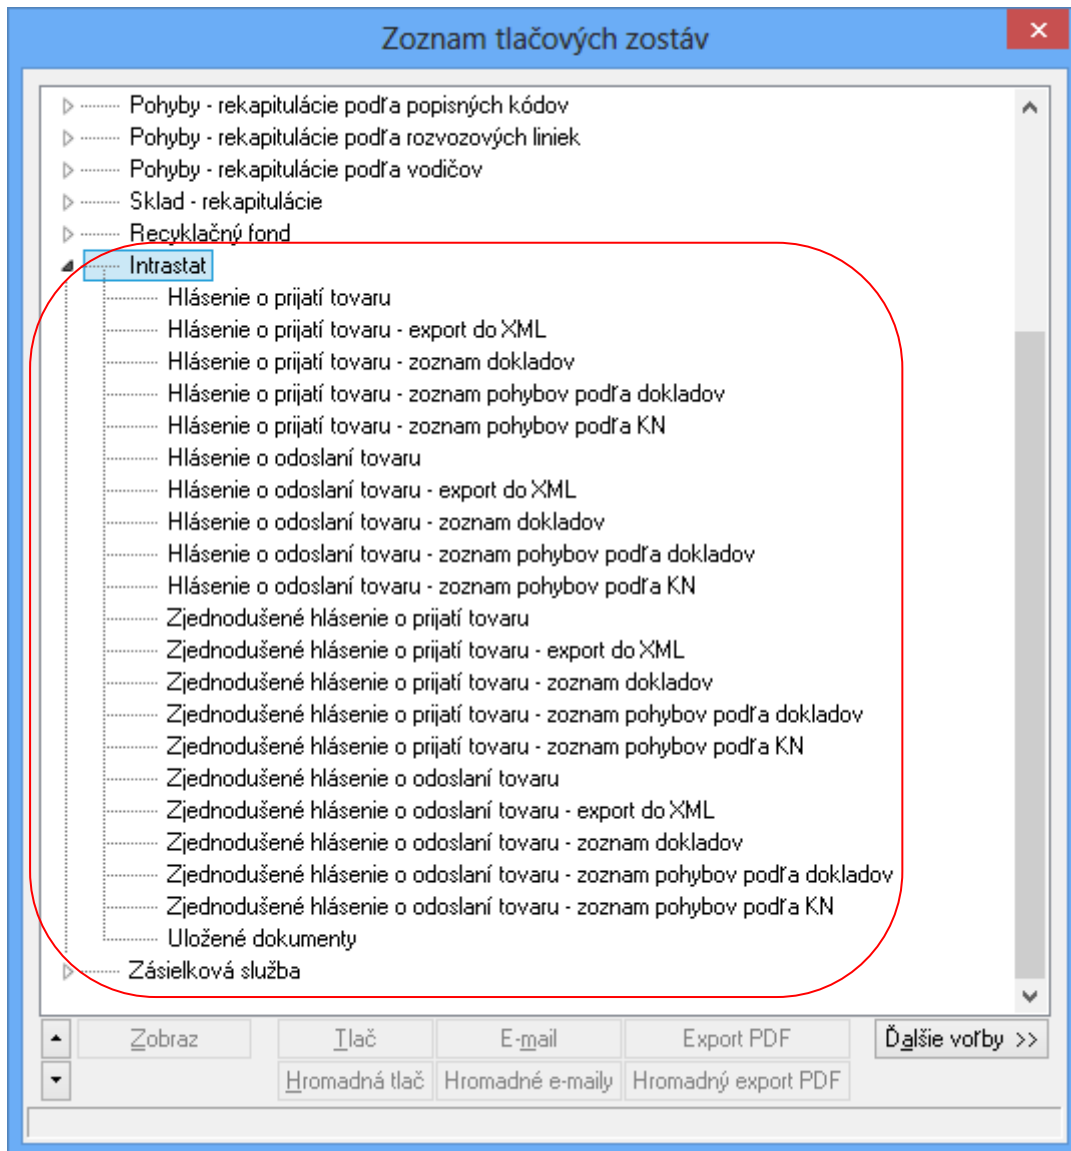 Zoznam tlačových zostáv
Pohyby - rekapitulácie podľa popisných kódov
Pohyby - rekapitulácie podľa rozvozových liniek
Pohyby - rekapitulácie podľa vodičov
Sklad - rekapitulácie
Recyklačný fond
Intrastat
Hlásenie o prijatí tovaru
Hlásenie o prijatí tovaru - export do XML
Hlásenie o prijatí tovaru - zoznam dokladov
Hlásenie o prijatí tovaru - zoznam pohybov podľa dokladov
Hlásenie o prijatí tovaru - zoznam pohybov podľa KN
Hlásenie o odoslaní tovaru
Hlásenie o odoslaní tovaru - export do XML
Hlásenie o odoslaní tovaru - zoznam dokladov
Hlásenie o odoslaní tovaru - zoznam pohybov podľa dokladov
Hlásenie o odoslaní tovaru - zoznam pohybov podľa KN
Zjednodušené hlásenie o prijatí tovaru
Zjednodušené hlásenie o prijatí tovaru - export do XML
Zjednodušené hlásenie o prijatí tovaru - zoznam dokladov
Zjednodušené hlásenie o prijatí tovaru - zoznam pohybov podľa dokladov
Zjednodušené hlásenie o prijatí tovaru - zoznam pohybov podľa KN
Zjednodušené hlásenie o odoslaní tovaru
Zjednodušené hlásenie o odoslaní tovaru - export do XML
Zjednodušené hlásenie o odoslaní tovaru - zoznam dokladov
Zjednodušené hlásenie o odoslaní tovaru - zoznam pohybov podľa dokladov
Zjednodušené hlásenie o odoslaní tovaru - zoznam pohybov podľa KN
Uložené dokumenty
Zásielková služba
Zobraz Tlač E-mail Export PDF Ďalšie voľby >>
Hromadná tlač Hromadné e-maily Hromadný export PDF